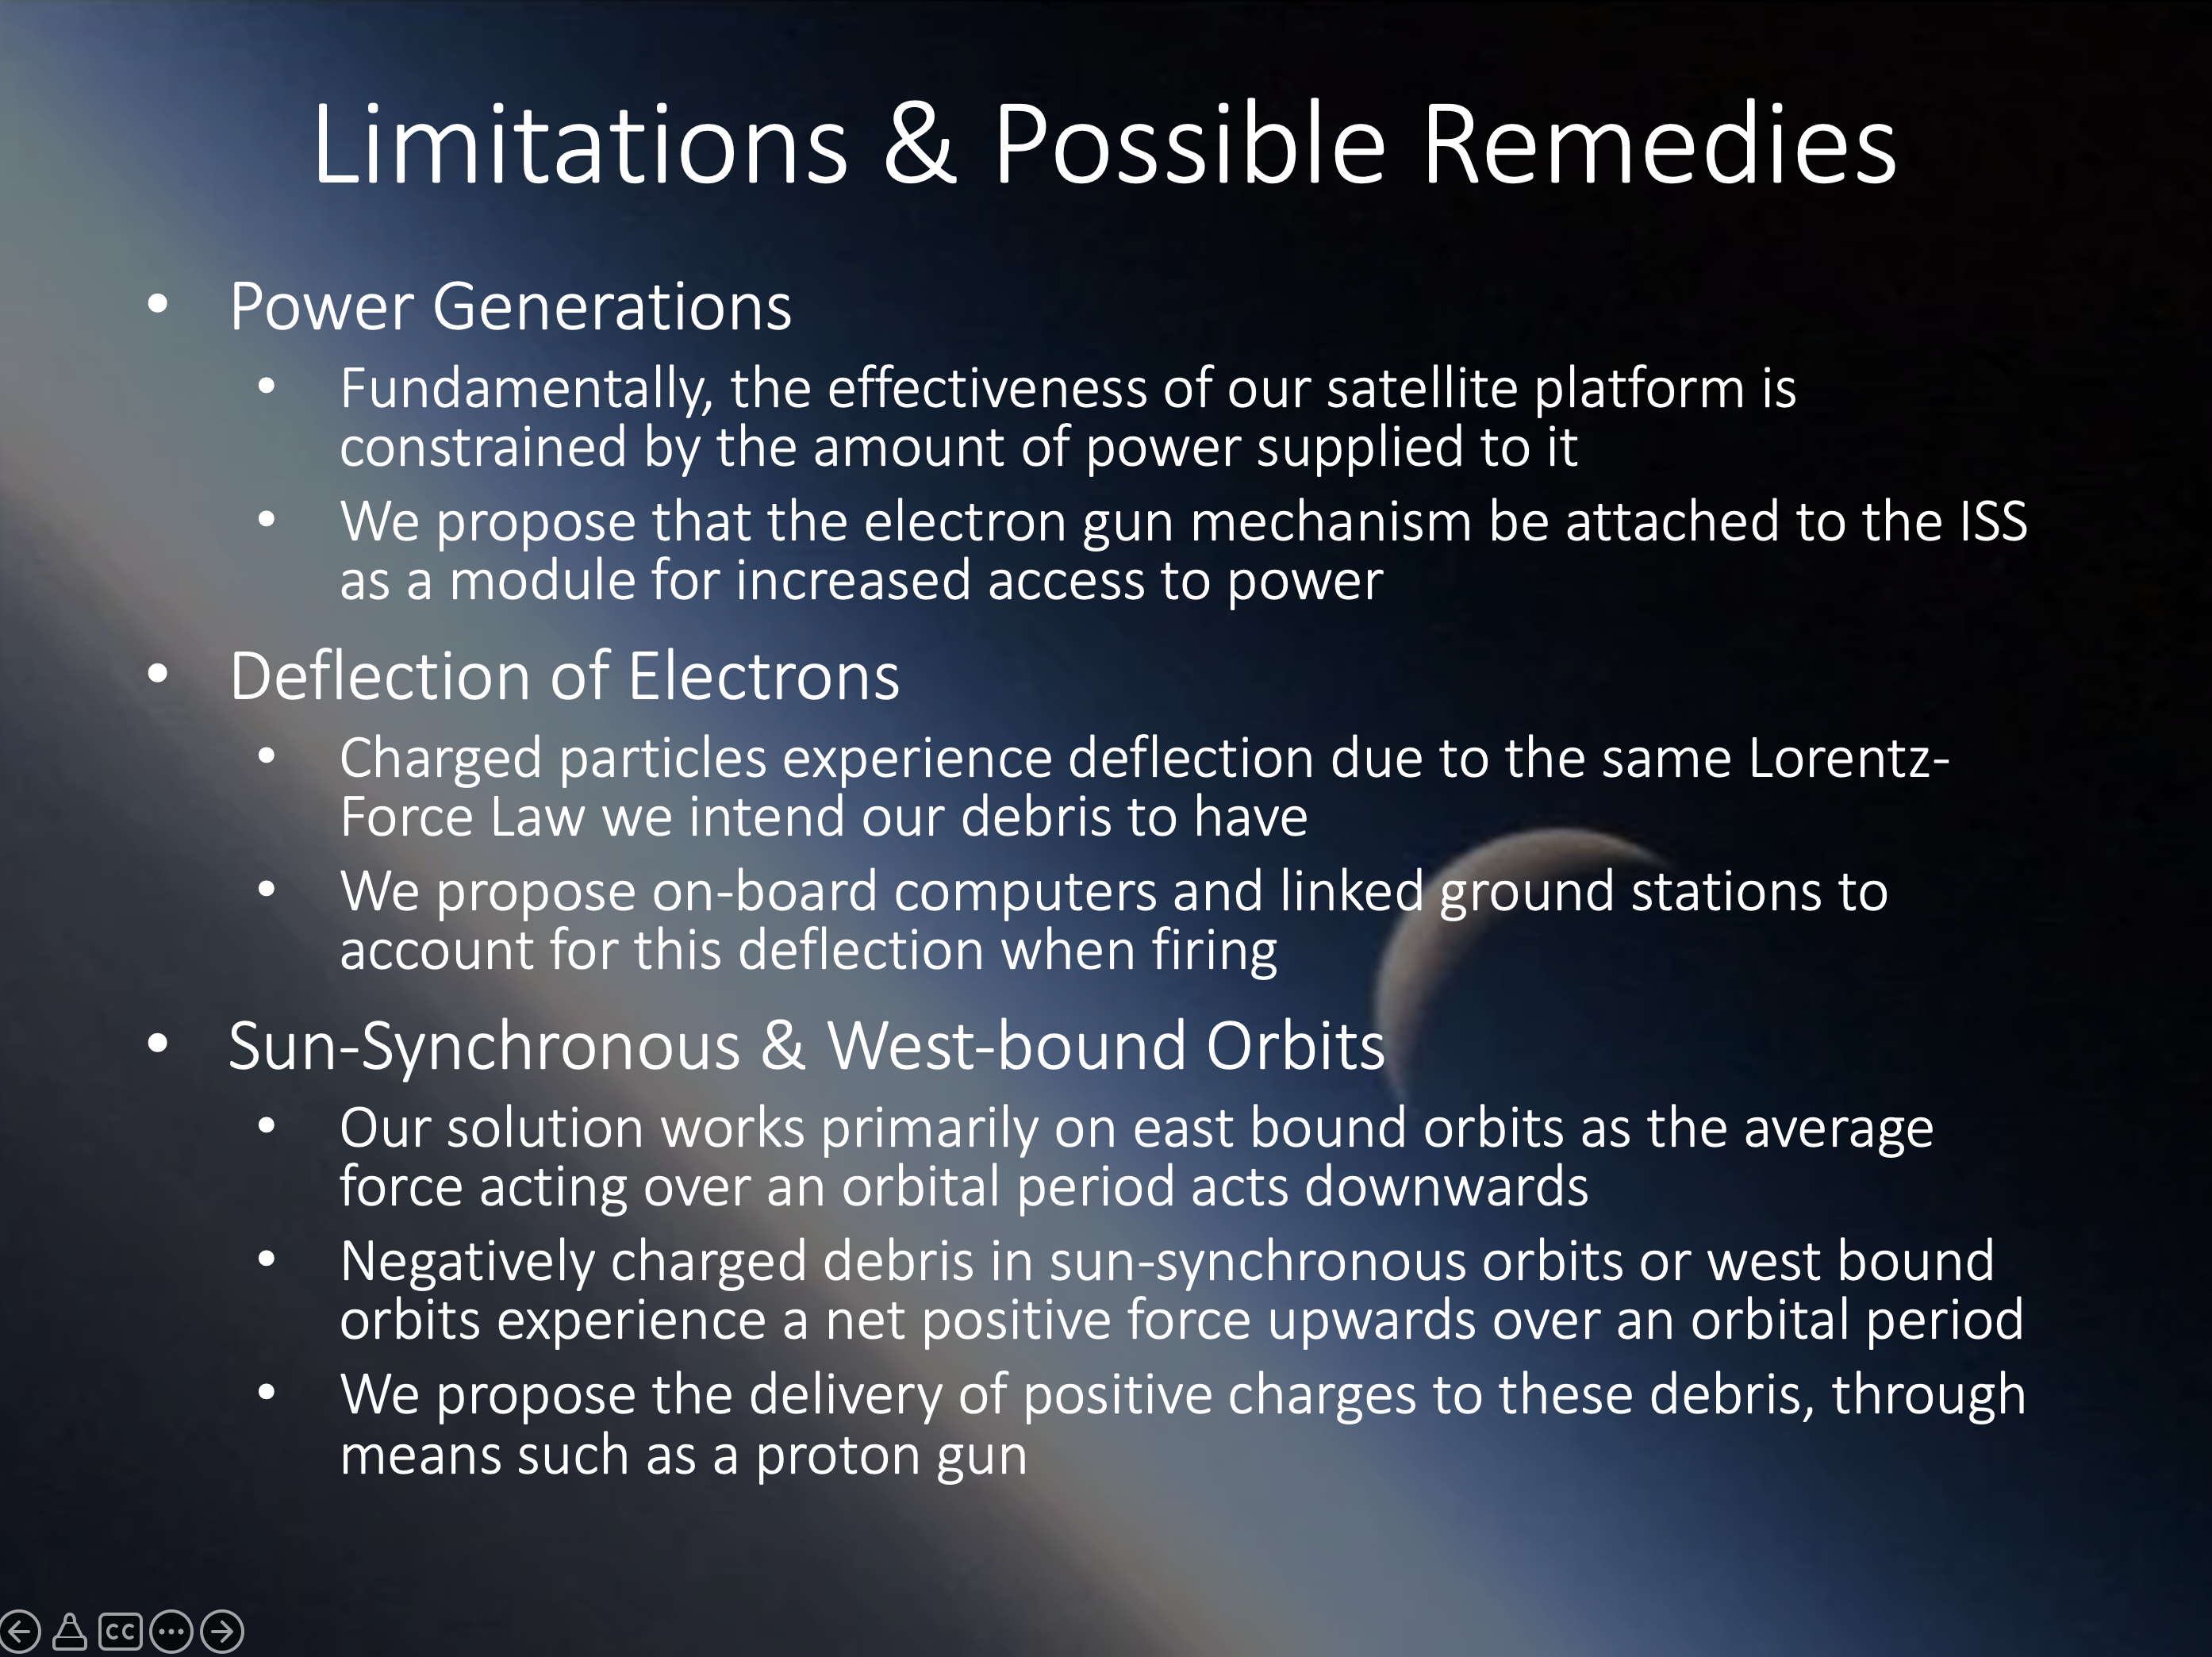 Limitations & Possible Remedies
• Power Generations
• Fundamentally, the effectiveness of our satellite platform is
constrained by the amount of power supplied to it
• We propose that the electron gun mechanism be attached to the ISS
as a module for increased access to power
• Deflection of Electrons
• Charged particles experience deflection due to the same Lorentz-
Force Law we intend our debris to have
• We propose on-board computers and linked ground stations to
account for this deflection when firing
• Sun-Synchronous & West-bound Orbits
• Our solution works primarily on east bound orbits as the average
force acting over an orbital period acts downwards
• Negatively charged debris in sun-synchronous orbits or west bound
orbits experience a net positive force upwards over an orbital period
• We propose the delivery of positive charges to these debris, through
means such as a proton gun
CC